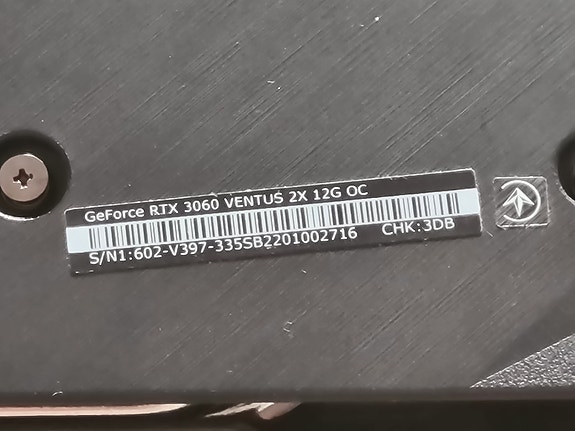 GeForce RTX 3060 VENTUS 2X 12G OC
S/N1:602-V397-335SB2201002716 CHK:3DB